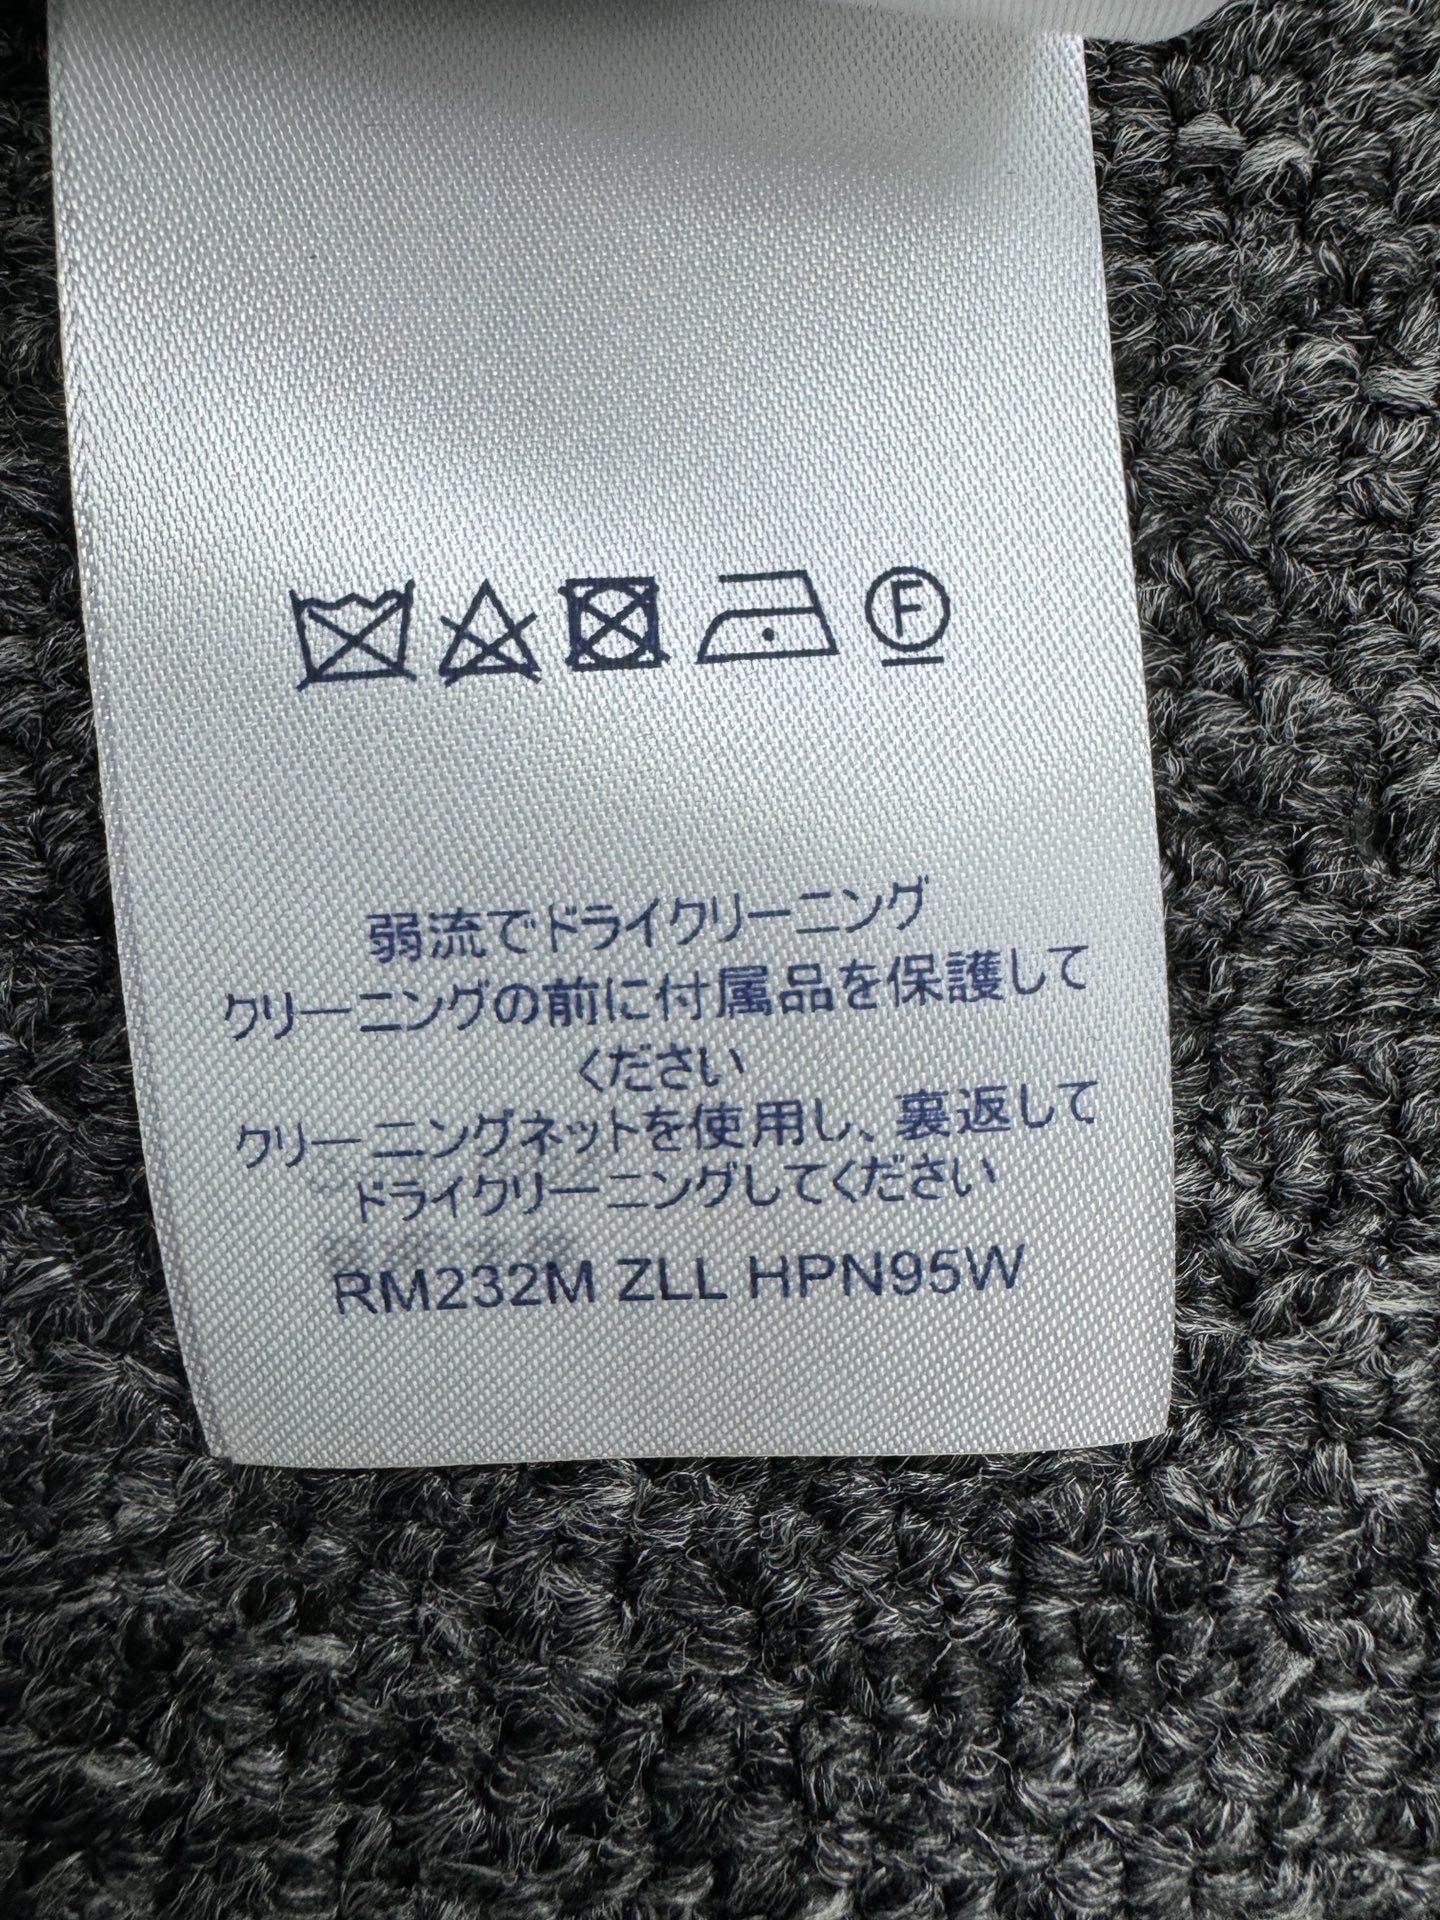 F
弱流でドライクリーニング
クリーニングの前に付属品を保護して
ください
クリーニングネットを使用し、裏返して
ドライクリーニングしてください
RM232M ZLL HPN95W